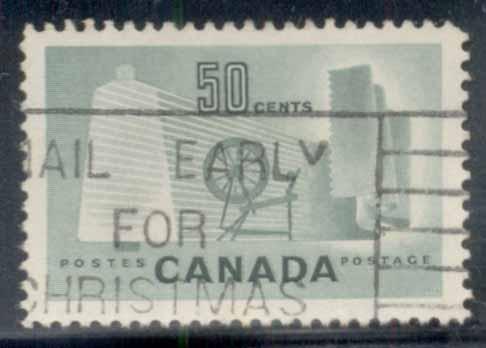 50 CENTS
MAIL EARLY
FOR
POSTES CANADA POSTAGE
CHRISTMAS